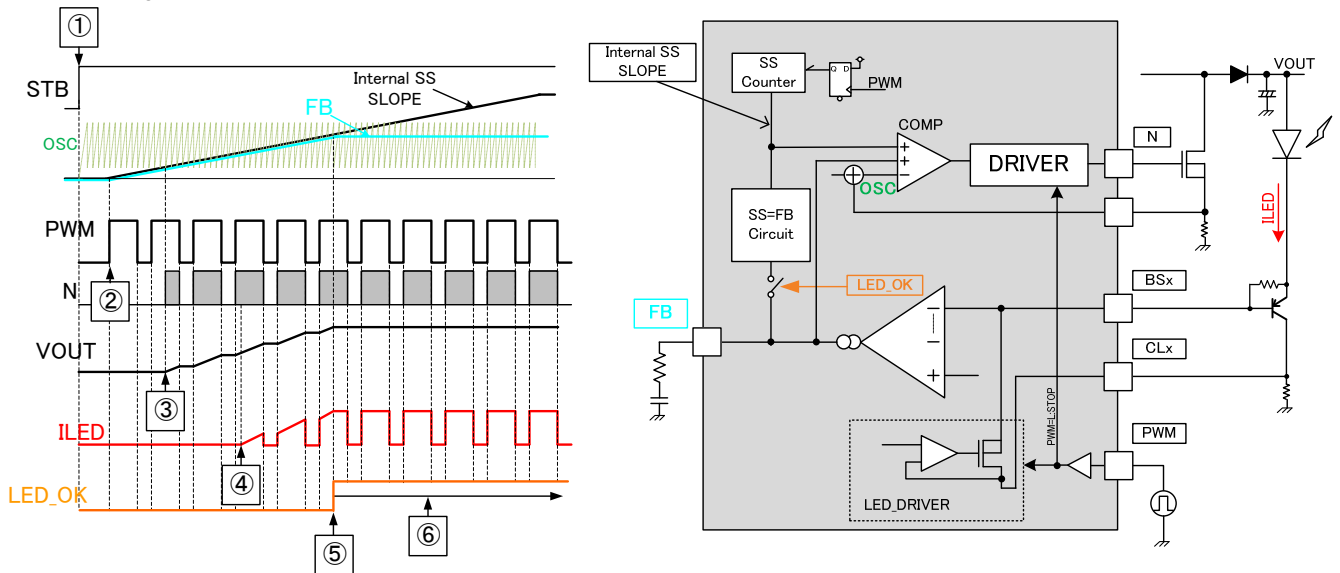 ①
STB
Internal SS
SLOPE
FB
OSC
PWM
②
N
VOUT
③
ILED
④
LED_OK
⑤
⑥
Internal SS
SLOPE
SS
Counter
Q D
PWM
COMP
OSC
DRIVER
SS=FB
Circuit
LED_OK
FB
PWM=L:STOP
LED_DRIVER
N
BSx
CLx
PWM
VOUT
ILED